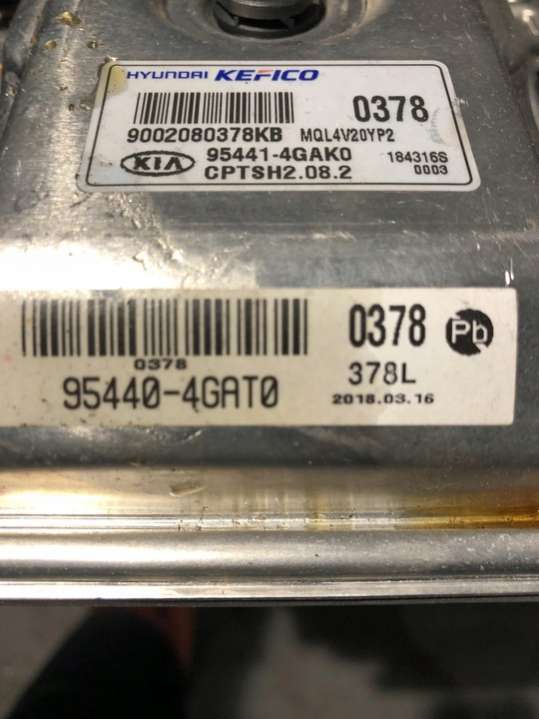 HYUNDAI KEFICO
0378
9002080378KB MQL4V20YP2
KIA 95441-4GAK0 184316S
CPTSH2.08.2 0003
0378 Pb
0378
378L
95440-4GAT0 2018.03.16